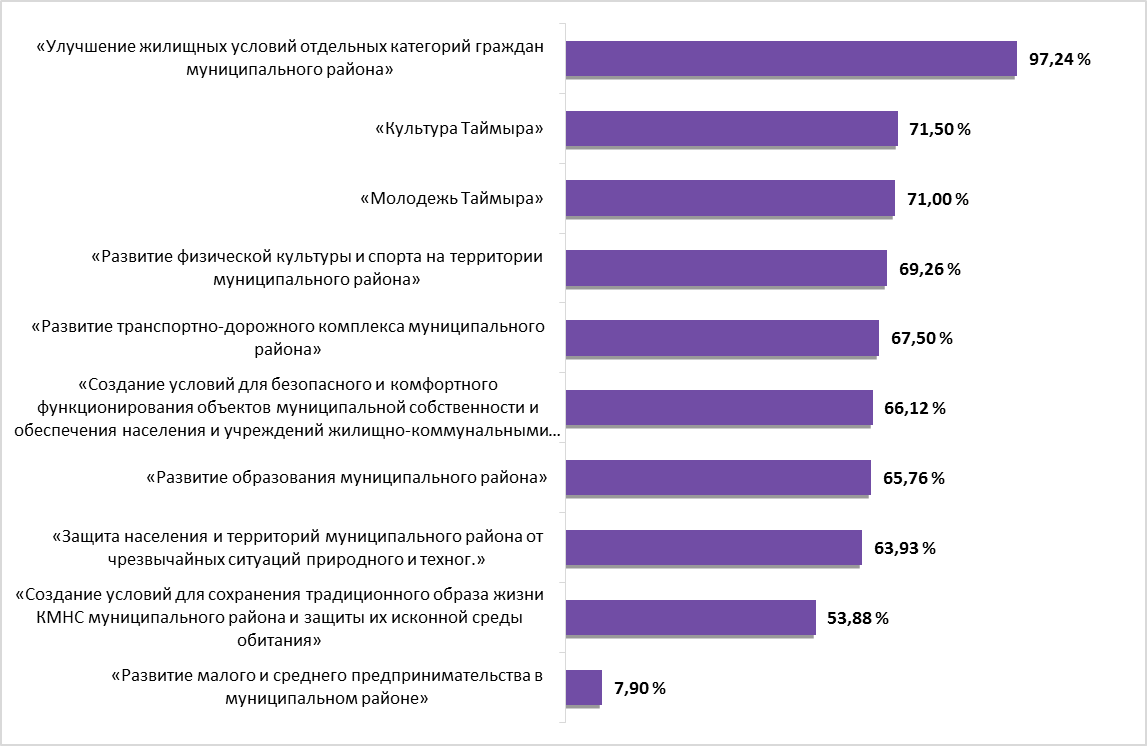 «Улучшение жилищных условий отдельных категорий граждан
муниципального района»
97,24 %
«Культура Таймыра»
71,50 %
«Молодежь Таймыра»
71,00 %
«Развитие физической культуры и спорта на территории
муниципального района»
69,26 %
«Развитие транспортно-дорожного комплекса муниципального
района»
67,50 %
«Создание условий для безопасного и комфортного
функционирования объектов муниципальной собственности и
обеспечения населения и учреждений жилищно-коммунальными...
66,12 %
«Развитие образования муниципального района»
65,76 %
«Защита населения и территорий муниципального района от
чрезвычайных ситуаций природного и техног.»
63,93 %
«Создание условий для сохранения традиционного образа жизни
КМНС муниципального района и защиты их исконной среды
обитания»
53,88 %
«Развитие малого и среднего предпринимательства в
муниципальном районе»
7,90 %